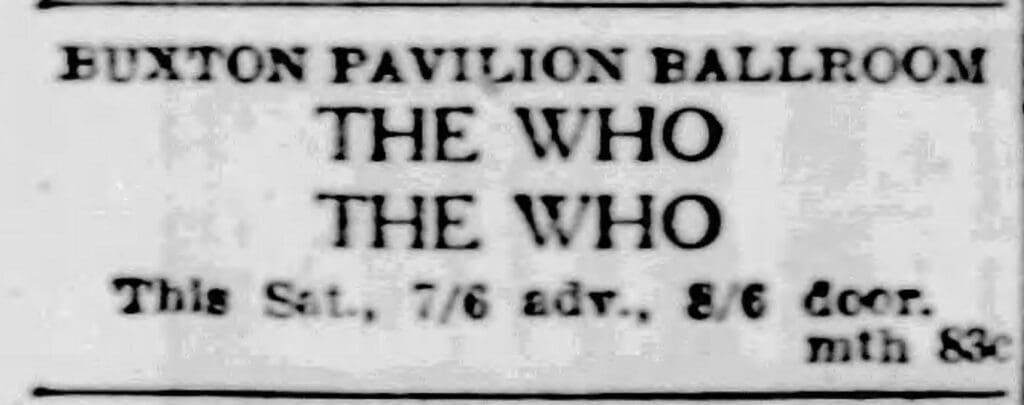 BUXTON PAVILION BALLROOM
THE WHO
THE WHO
This Sat., 7/6 adv., 8/6 door.
mth 83c